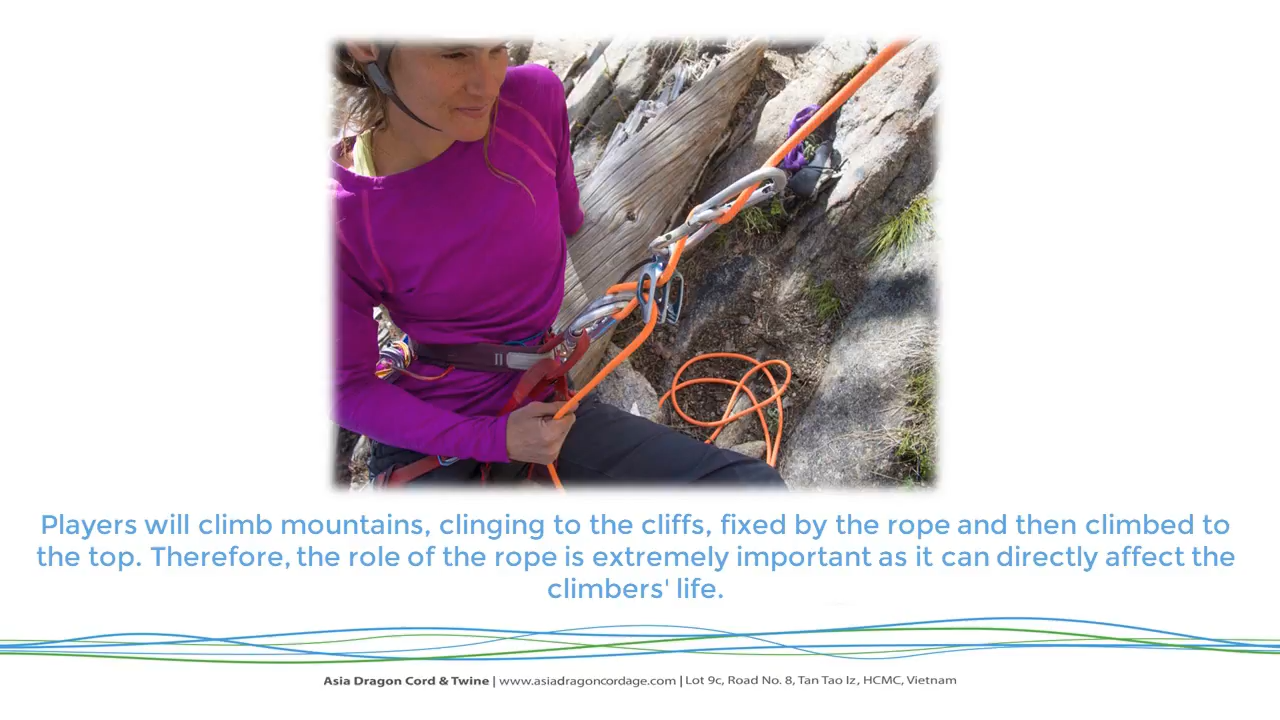 Players will climb mountains, clinging to the cliffs, fixed by the rope and then climbed to
the top. Therefore, the role of the rope is extremely important as it can directly affect the
climbers' life.
Asia Dragon Cord & Twine | www.asiadragoncordage.com | Lot 9c, Road No. 8, Tan Tao Iz, HCMC, Vietnam